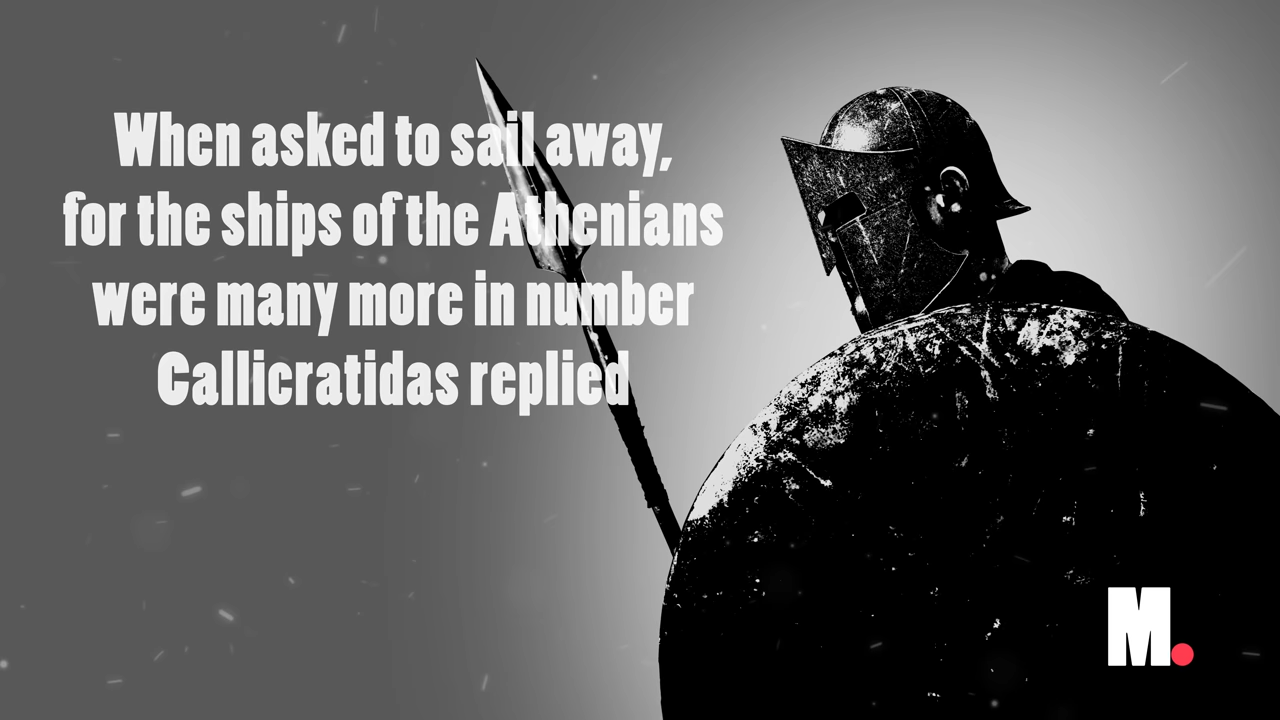 When asked to sail away,
for the ships of the Athenians
were many more in number
Callicratidas replied
M.